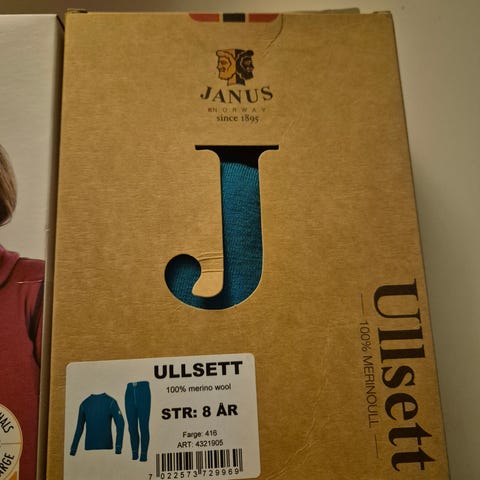 JANUS
NORWAY
since 1895
J
Ullsett
100% MERINOULL
ULLSETT
100% merino wool
STR: 8 ÅR
Farge: 416
ART: 4321905
7 022573 729969